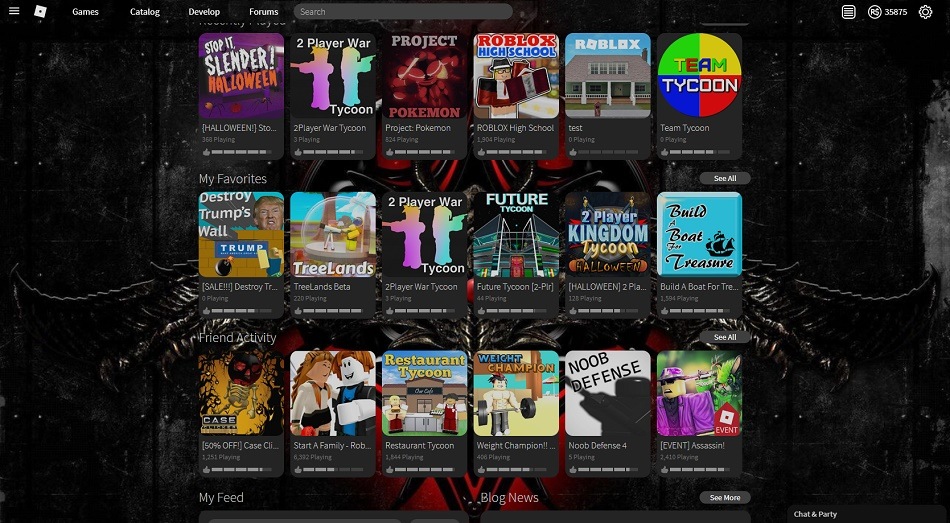 Games Catalog Develop Forums Search R$ 35875
Recently Played
STOP IT, SLENDER! HALLOWEEN
2 Player War Tycoon
PROJECT POKEMON
ROBLOX HIGH SCHOOL
ROBLOX
TEAM TYCOON
[HALLOWEEN!] Sto... 2Player War Tycoon Project: Pokemon ROBLOX High School test Team Tycoon
368 Playing 3 Playing 824 Playing 1,904 Playing 0 Playing 0 Playing
My Favorites See All
Destroy Trump's Wall TRUMP
TreeLands
2 Player War Tycoon
FUTURE TYCOON
2 Player KINGDOM Tycoon HALLOWEEN
Build A Boat For Treasure
[SALE!!!] Destroy Tr... TreeLands Beta 2Player War Tycoon Future Tycoon [2-Plr] [HALLOWEEN] 2 Pla... Build A Boat For Tre...
0 Playing 220 Playing 3 Playing 44 Playing 128 Playing 1,594 Playing
Friend Activity See All
CASE
Restaurant Tycoon
WEIGHT CHAMPION
NOOB DEFENSE
EVENT
[50% OFF!] Case Cli... Start A Family - Rob... Restaurant Tycoon Weight Champion!! ... Noob Defense 4 [EVENT] Assassin!
1,251 Playing 6,392 Playing 1,844 Playing 406 Playing 5 Playing 2,410 Playing
My Feed Blog News See More
Chat & Party